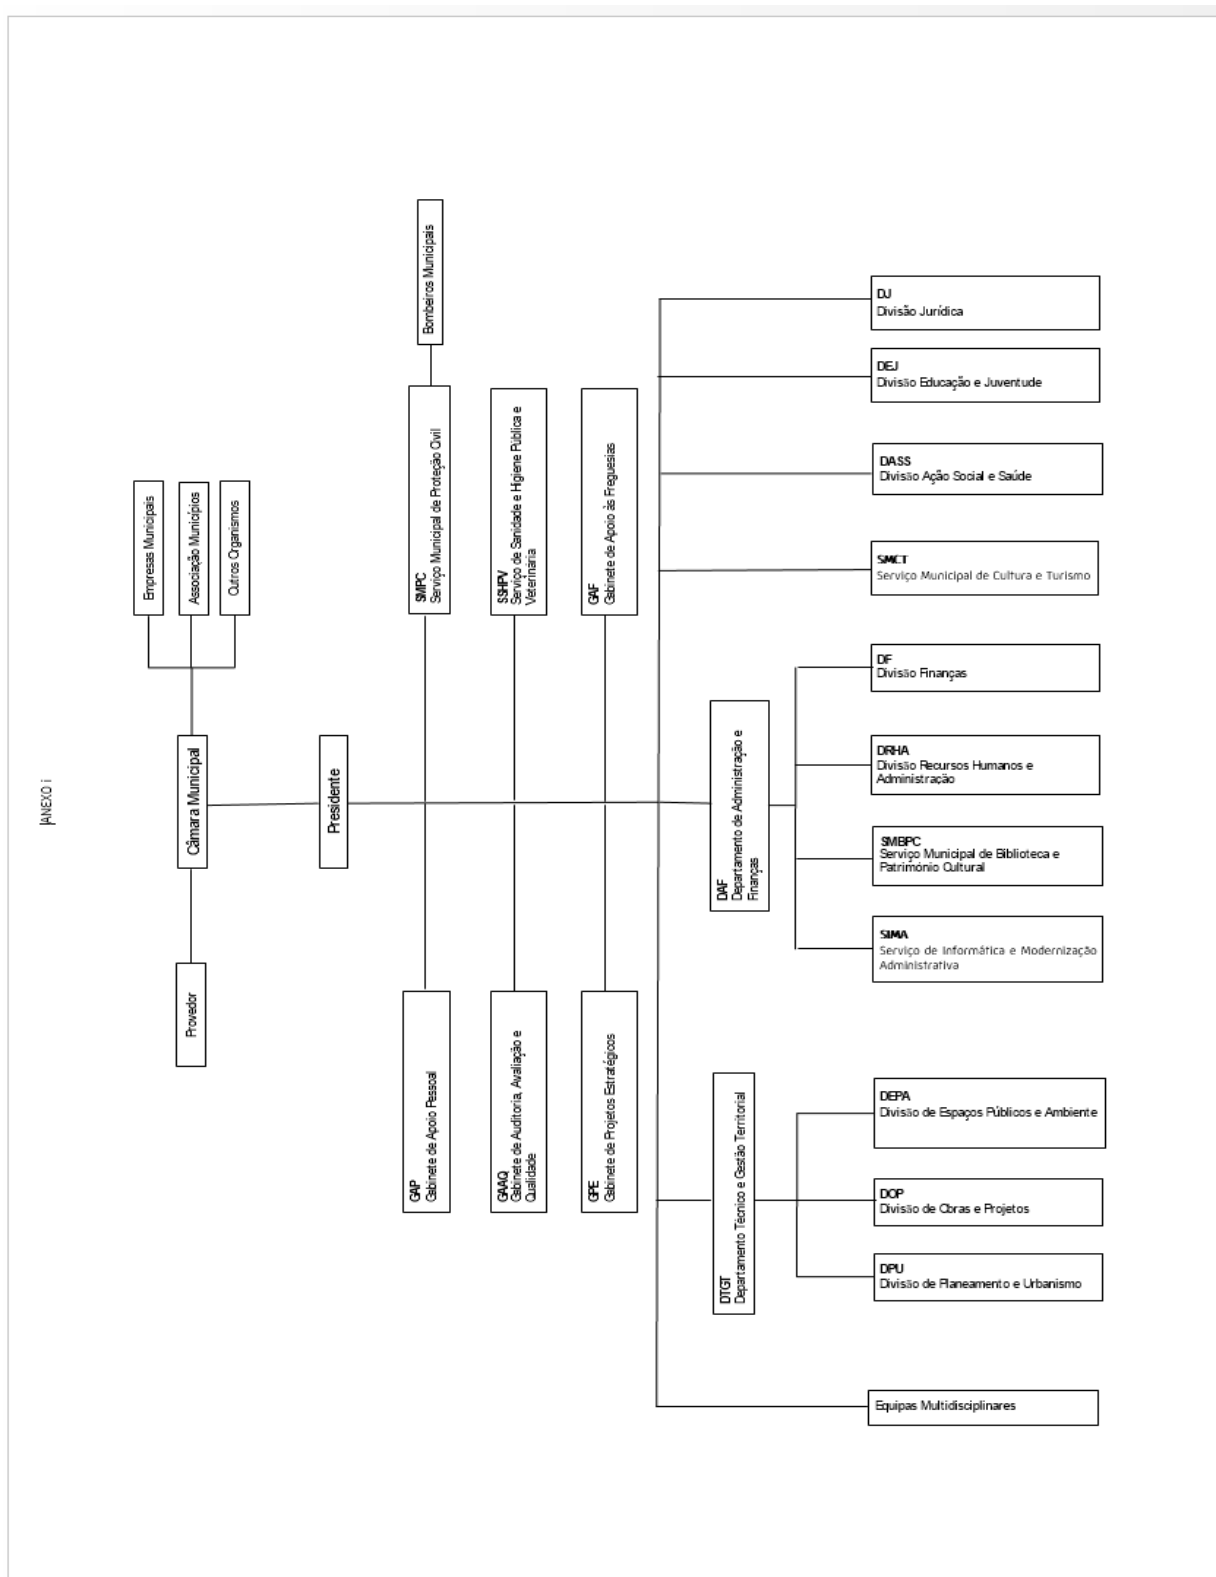 ANEXO i
Empresas Municipais
Associação Municípios
Outros Organismos
Câmara Municipal
Provedor
Presidente
Bombeiros Municipais
SMPC
Serviço Municipal de Proteção Civil
SSHPV
Serviço de Sanidade e Higiene Pública e
Veterinária
GAF
Gabinete de Apoio às Freguesias
GAP
Gabinete de Apoio Pessoal
GAAQ
Gabinete de Auditoria, Avaliação e
Qualidade
GPE
Gabinete de Projetos Estratégicos
DJ
Divisão Jurídica
DEJ
Divisão Educação e Juventude
DASS
Divisão Ação Social e Saúde
SMCT
Serviço Municipal de Cultura e Turismo
DAF
Departamento de Administração e
Finanças
DF
Divisão Finanças
DRHA
Divisão Recursos Humanos e
Administração
SMBPC
Serviço Municipal de Biblioteca e
Património Cultural
SIMA
Serviço de Informática e Modernização
Administrativa
DTGT
Departamento Técnico e Gestão Territorial
DEPA
Divisão de Espaços Públicos e Ambiente
DOP
Divisão de Obras e Projetos
DPU
Divisão de Planeamento e Urbanismo
Equipas Multidisciplinares